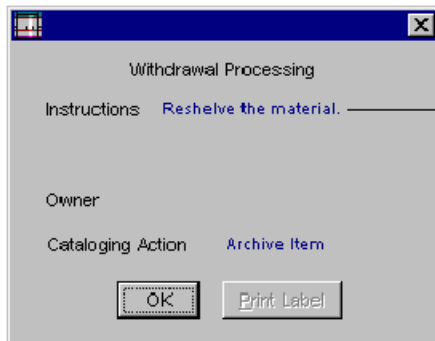 Withdrawal Processing
Instructions Reshelve the material.
Owner
Cataloging Action Archive Item
OK Print Label